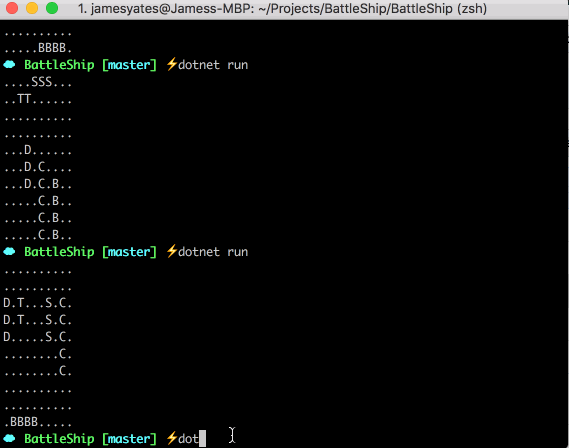 1. jamesyates@Jamess-MBP: ~/Projects/BattleShip/BattleShip (zsh)
..........
.....BBBB.
BattleShip [master] ⚡dotnet run
....SSS...
..TT......
..........
..........
...D......
...D.C....
...D.C.B..
.....C.B..
.....C.B..
.....C.B..
BattleShip [master] ⚡dotnet run
..........
..........
D.T...S.C.
D.T...S.C.
D.....S.C.
........C.
........C.
..........
..........
.BBBB.....
BattleShip [master] ⚡dot